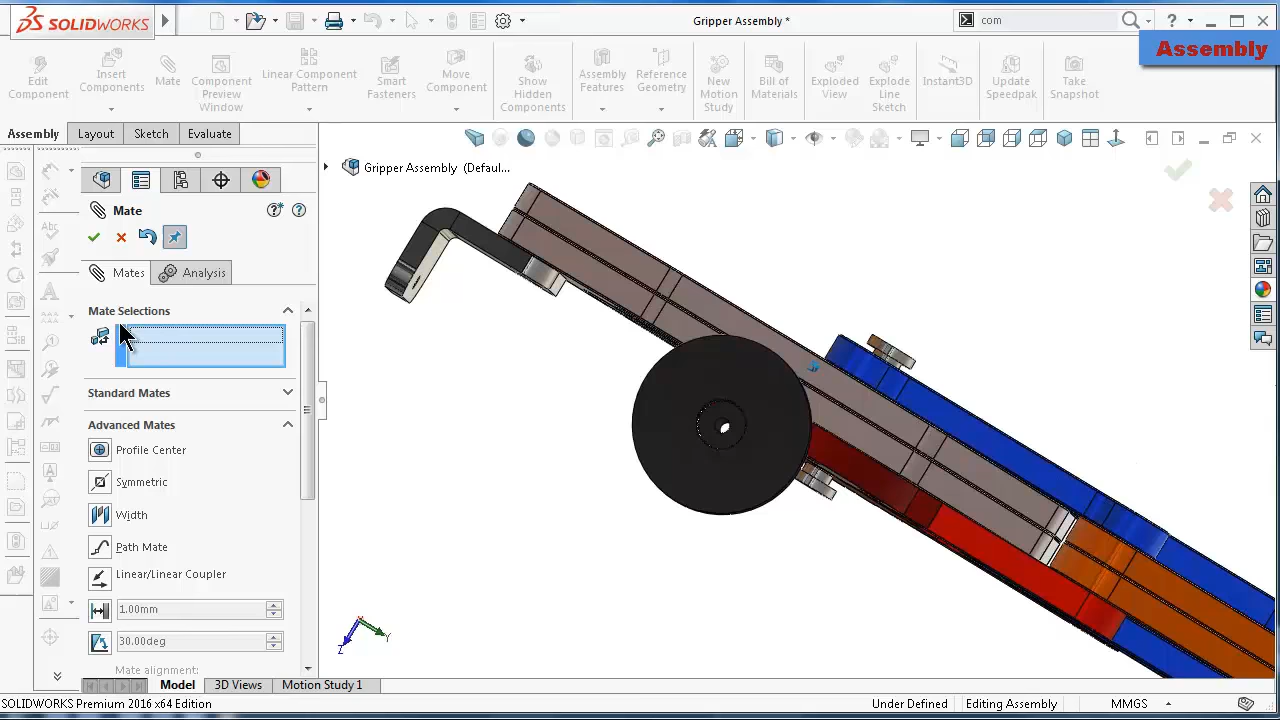 SOLIDWORKS
Gripper Assembly *
com
Assembly
Edit Component
Insert Components
Mate
Component Preview Window
Linear Component Pattern
Smart Fasteners
Move Component
Show Hidden Components
Assembly Features
Reference Geometry
New Motion Study
Bill of Materials
Exploded View
Explode Line Sketch
Instant3D
Update Speedpak
Take Snapshot
Assembly
Layout
Sketch
Evaluate
Gripper Assembly (Defaul...
Mate
Mates
Analysis
Mate Selections
Standard Mates
Advanced Mates
Profile Center
Symmetric
Width
Path Mate
Linear/Linear Coupler
1.00mm
30.00deg
Mate alignment:
Y
Z
Model
3D Views
Motion Study 1
SOLIDWORKS Premium 2016 x64 Edition
Under Defined
Editing Assembly
MMGS